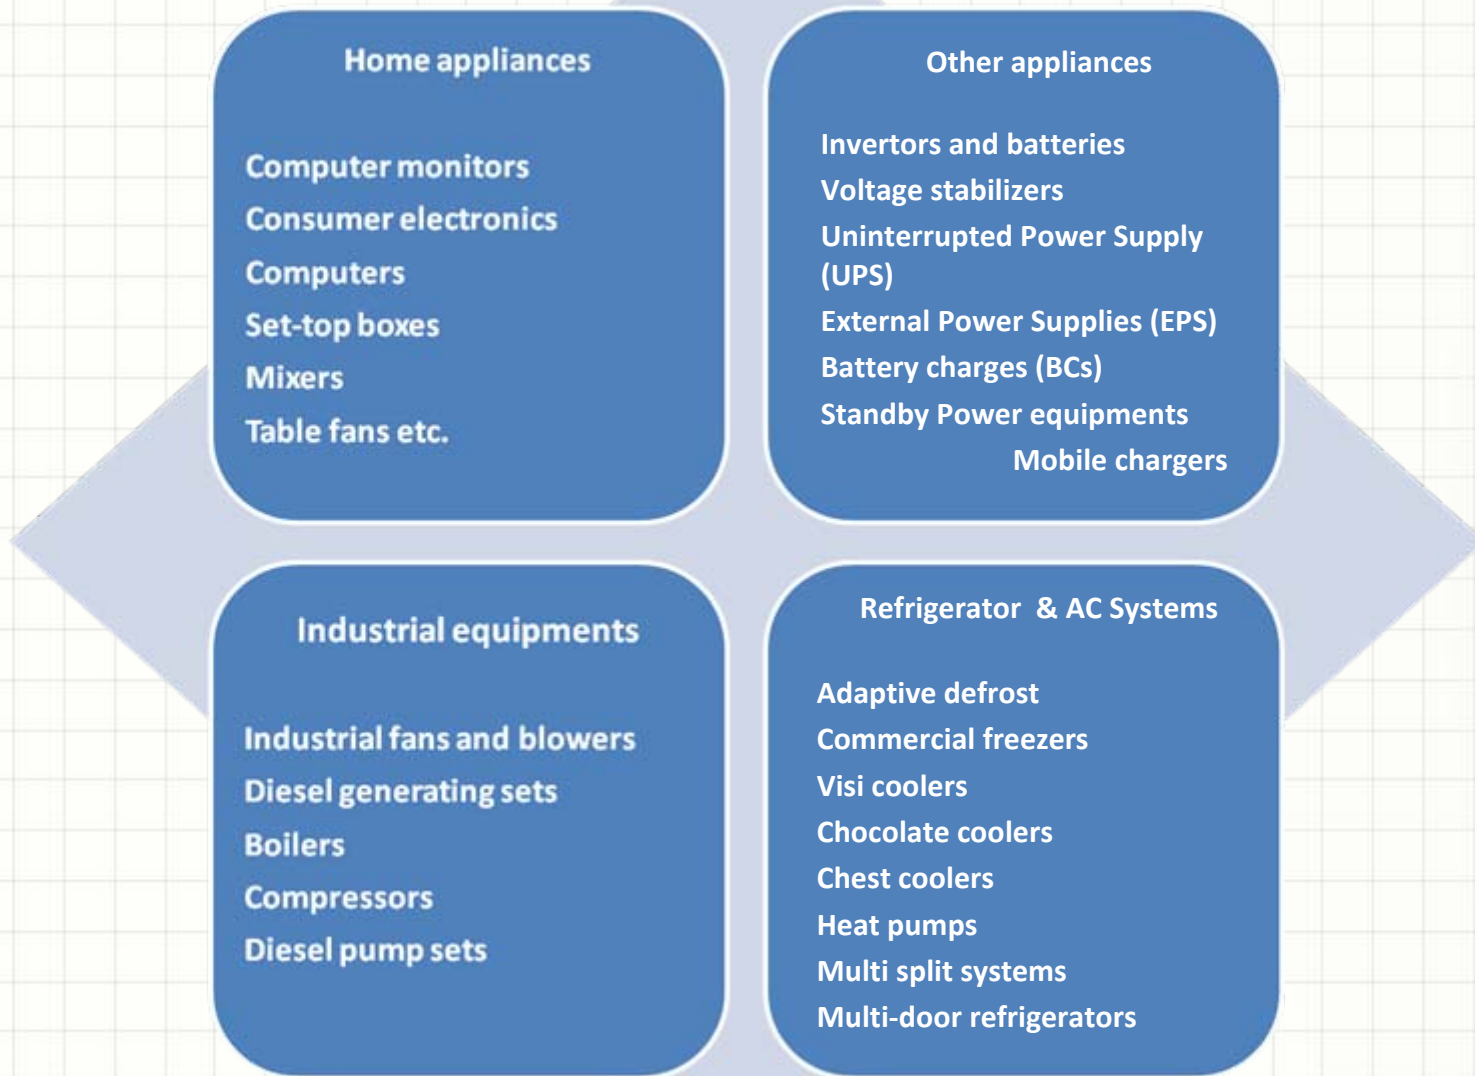 Home appliances
Computer monitors
Consumer electronics
Computers
Set-top boxes
Mixers
Table fans etc.
Other appliances
Invertors and batteries
Voltage stabilizers
Uninterrupted Power Supply
(UPS)
External Power Supplies (EPS)
Battery charges (BCs)
Standby Power equipments
Mobile chargers
Industrial equipments
Industrial fans and blowers
Diesel generating sets
Boilers
Compressors
Diesel pump sets
Refrigerator & AC Systems
Adaptive defrost
Commercial freezers
Visi coolers
Chocolate coolers
Chest coolers
Heat pumps
Multi split systems
Multi-door refrigerators